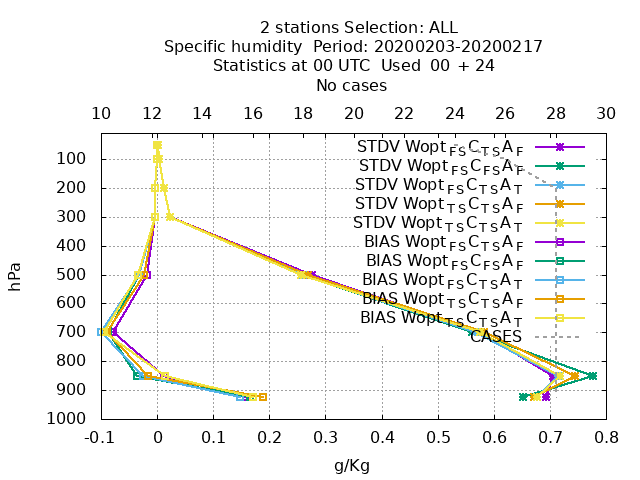 2 stations Selection: ALL
Specific humidity  Period: 20200203-20200217
Statistics at 00 UTC  Used  00 + 24
No cases
10 12 14 16 18 20 22 24 26 28 30
STDV Wopt FS C TS A F
STDV Wopt FS C FS A F
STDV Wopt FS C TS A T
STDV Wopt TS C TS A F
STDV Wopt TS C TS A T
BIAS Wopt FS C TS A F
BIAS Wopt FS C FS A F
BIAS Wopt FS C TS A T
BIAS Wopt TS C TS A F
BIAS Wopt TS C TS A T
CASES
hPa
100
200
300
400
500
600
700
800
900
1000
-0.1 0 0.1 0.2 0.3 0.4 0.5 0.6 0.7 0.8
g/Kg